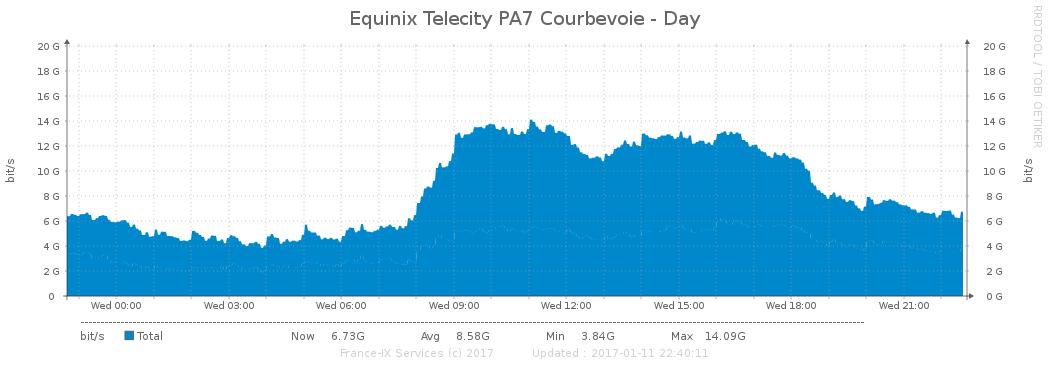 Equinix Telecity PA7 Courbevoie - Day
RRDTOOL / TOBI OETIKER
bit/s
20 G 20 G
18 G 18 G
16 G 16 G
14 G 14 G
12 G 12 G
10 G 10 G
8 G 8 G
6 G 6 G
4 G 4 G
2 G 2 G
0 0 G
bit/s
Wed 00:00 Wed 03:00 Wed 06:00 Wed 09:00 Wed 12:00 Wed 15:00 Wed 18:00 Wed 21:00
bit/s Total Now 6.73G Avg 8.58G Min 3.84G Max 14.09G
France-IX Services (c) 2017 Updated : 2017-01-11 22:40:11